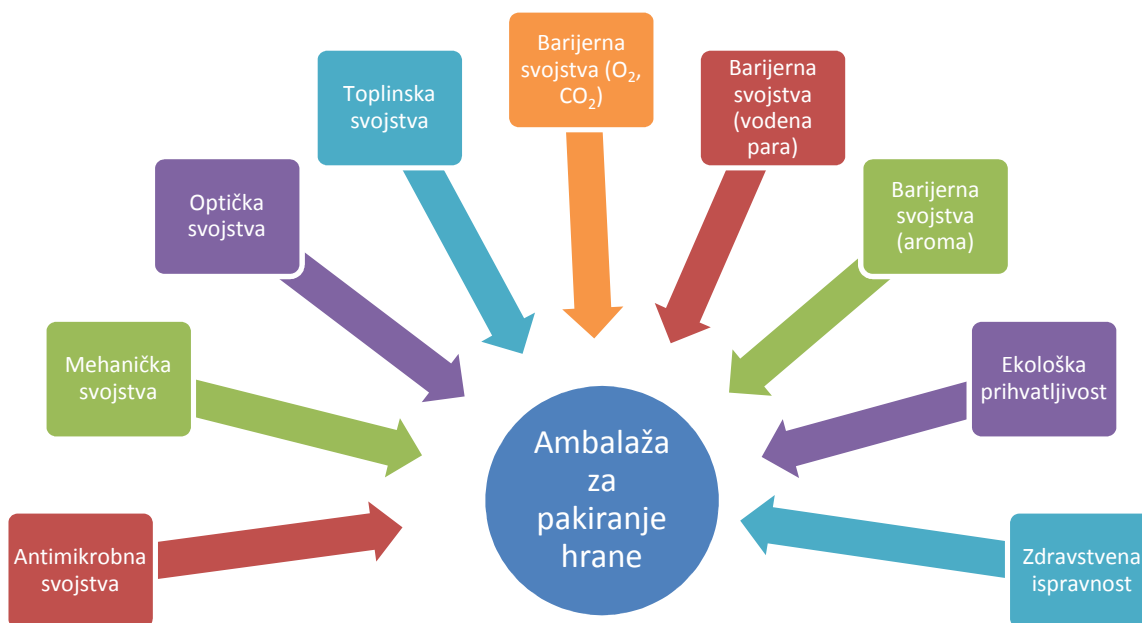 Barijerna
svojstva (O₂,
CO₂)
Barijerna
svojstva
(vodena
para)
Toplinska
svojstva
Optička
svojstva
Barijerna
svojstva
(aroma)
Mehanička
svojstva
Ekološka
prihvatljivost
Ambalaža
za
pakiranje
hrane
Antimikrobna
svojstva
Zdravstvena
ispravnost